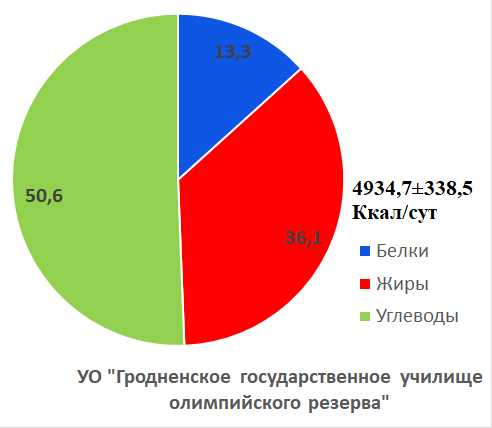 13,3
50,6
36,1
4934,7±338,5
Ккал/сут
Белки
Жиры
Углеводы
УО "Гродненское государственное училище
олимпийского резерва"